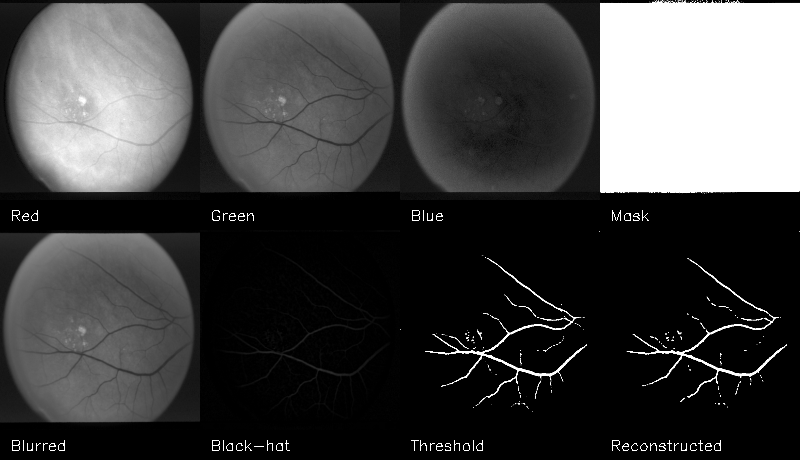 Red
Green
Blue
Mask
Blurred
Black-hat
Threshold
Reconstructed